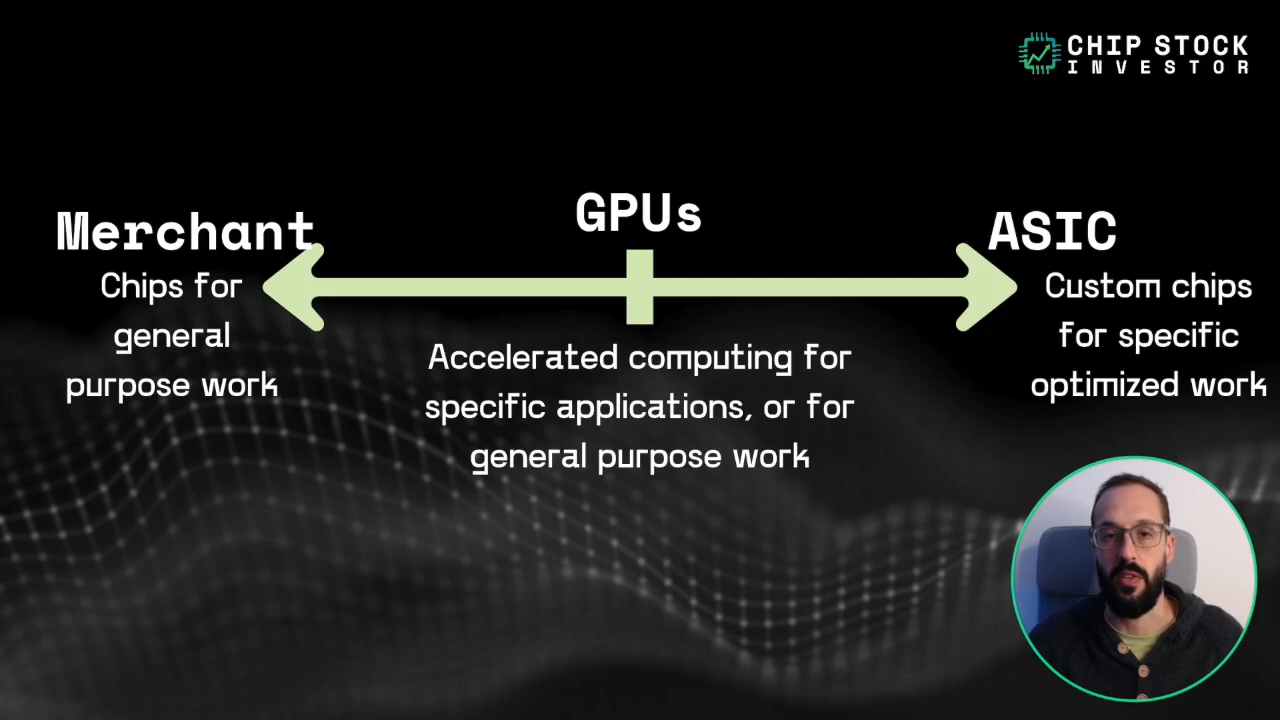 CHIP STOCK
INVESTOR
Merchant
Chips for
general
purpose work
GPUs
Accelerated computing for
specific applications, or for
general purpose work
ASIC
Custom chips
for specific
optimized work